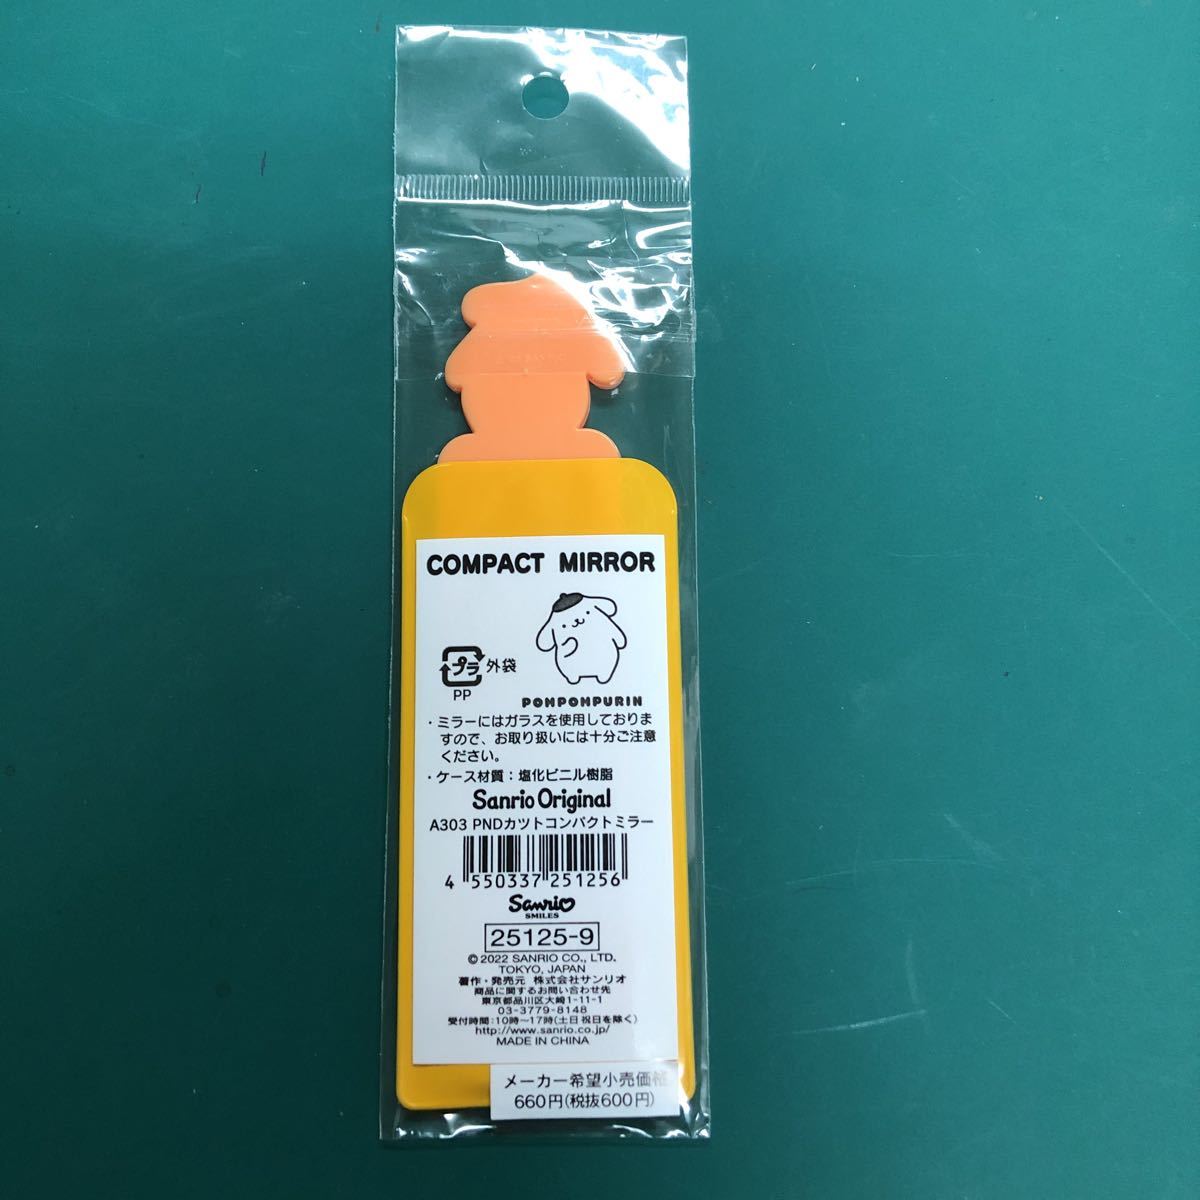 COMPACT MIRROR
プラ 外袋
PP
POMPOMPURIN
・ミラーにはガラスを使用しておりま
すので、お取り扱いには十分ご注意
ください。
・ケース材質：塩化ビニル樹脂
Sanrio Original
A303 PNDカツトコンパクトミラー
4 550337 251256
Sanrio
SMILES
25125-9
© 2022 SANRIO CO., LTD.
TOKYO, JAPAN
著作・発売元 株式会社サンリオ
商品に関するお問い合わせ先
東京都品川区大崎1-11-1
03-3779-8148
受付時間：10時〜17時(土日祝日を除く)
http://www.sanrio.co.jp/
MADE IN CHINA
メーカー希望小売価格
660円(税抜600円)